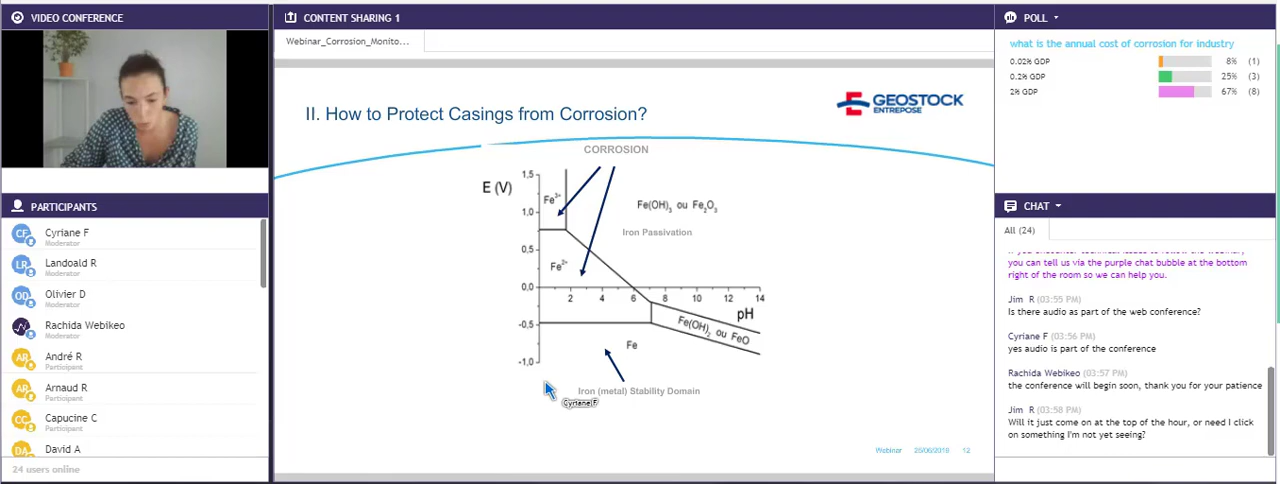 VIDEO CONFERENCE
PARTICIPANTS
CF
Cyriane F
Moderator
LR
Landoald R
Moderator
OD
Olivier D
Moderator
Rachida Webikeo
Moderator
AR
André R
Participant
AR
Arnaud R
Participant
CC
Capucine C
Participant
DA
David A
24 users online
CONTENT SHARING 1
Webinar_Corrosion_Monito...
II. How to Protect Casings from Corrosion?
GEOSTOCK
ENTREPOSE
CORROSION
E (V)
1,5
1,0
0,5
0,0
-0,5
-1,0
Fe³⁺
Fe(OH)₃ ou Fe₂O₃
Iron Passivation
Fe²⁺
2 4 6 8 10 12 14
pH
Fe(OH)₂ ou FeO
Fe
Iron (metal) Stability Domain
Cyriane F
Webinar 25/06/2018 12
POLL
what is the annual cost of corrosion for industry
0.02% GDP 8% (1)
0.2% GDP 25% (3)
2% GDP 67% (8)
CHAT
All (24)
you can tell us via the purple chat bubble at the bottom
right of the room so we can help you.
Jim R (03:55 PM)
Is there audio as part of the web conference?
Cyriane F (03:56 PM)
yes audio is part of the conference
Rachida Webikeo (03:57 PM)
the conference will begin soon, thank you for your patience
Jim R (03:58 PM)
Will it just come on at the top of the hour, or need I click
on something I'm not yet seeing?